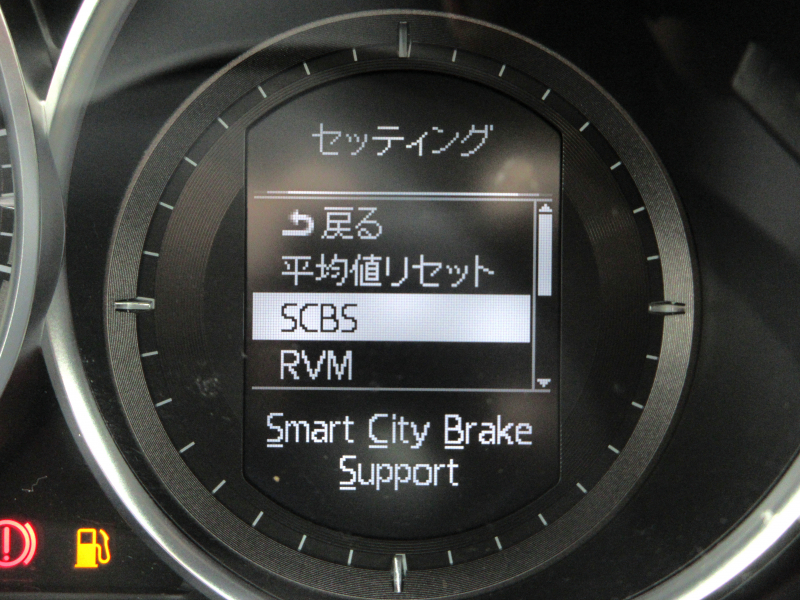 セッティング
戻る
平均値リセット
SCBS
RVM
Smart City Brake
Support